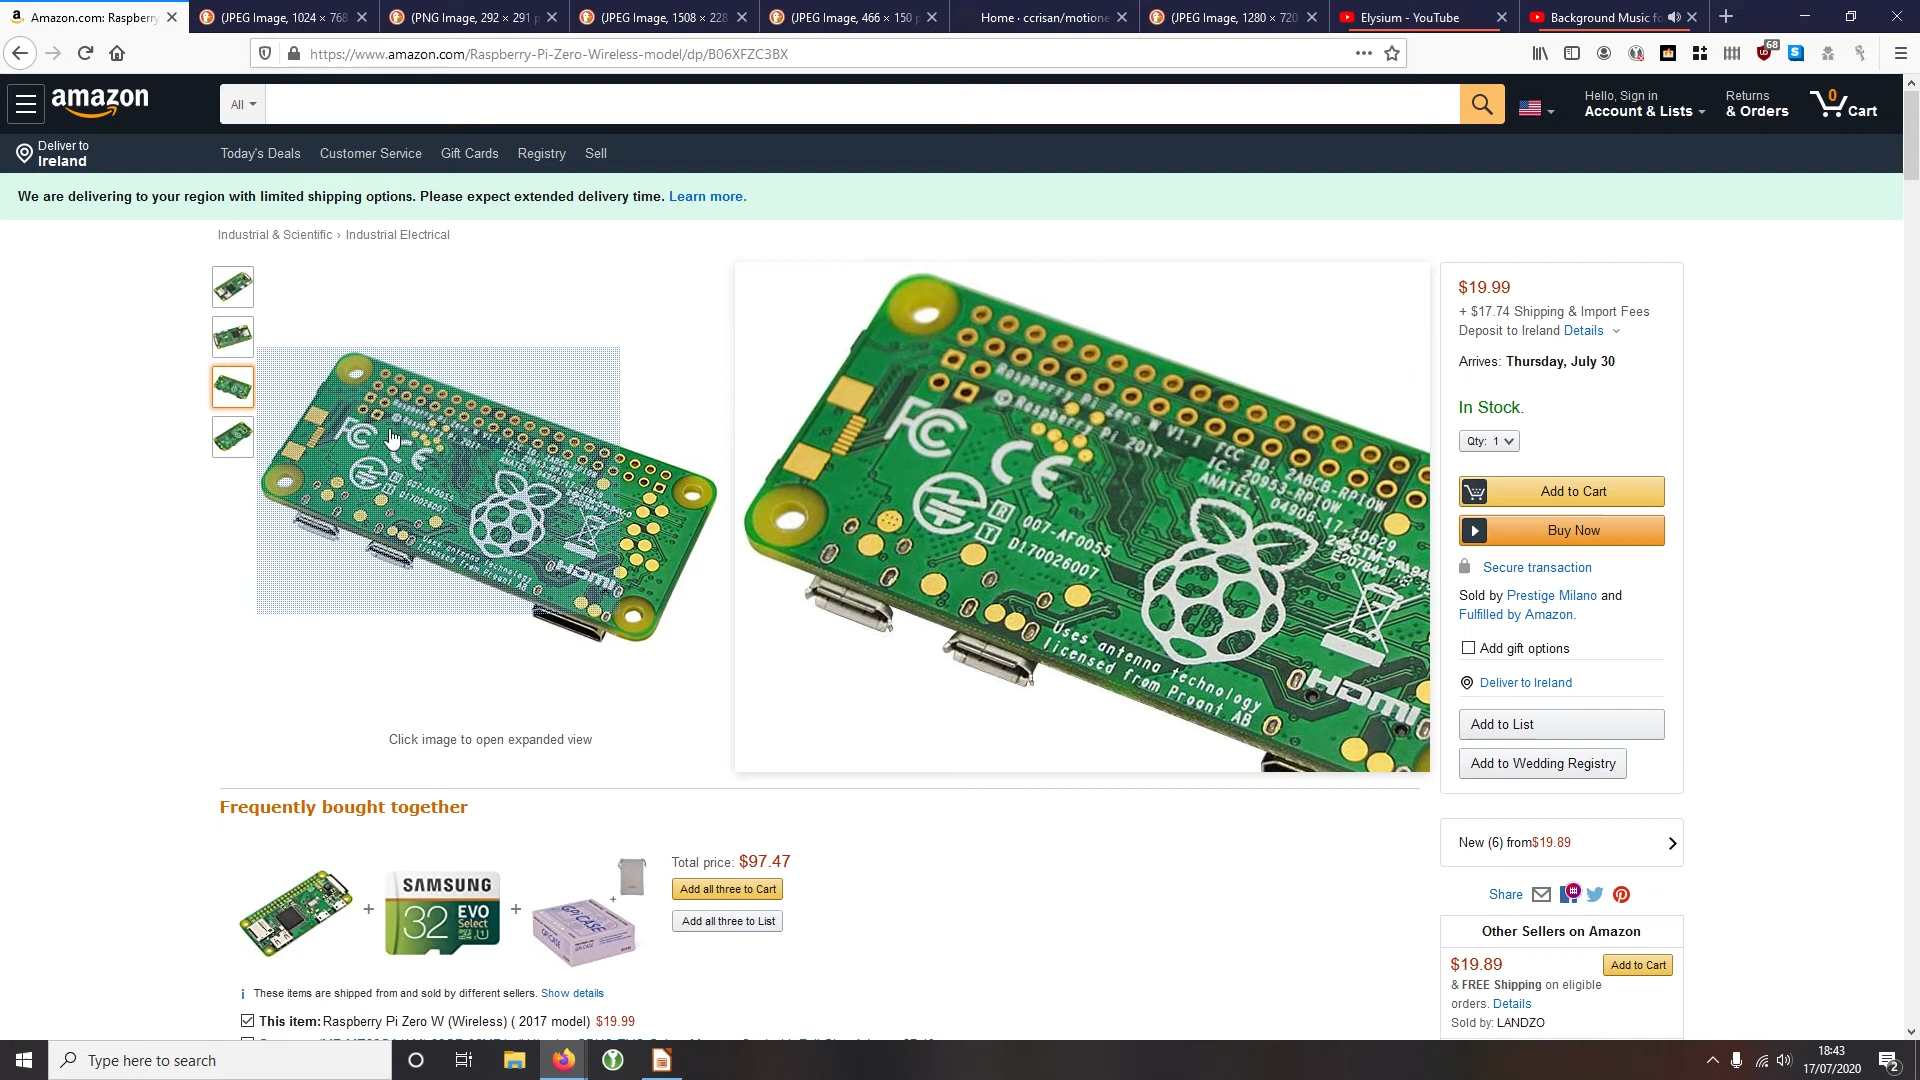 Amazon.com: Raspberry
(JPEG Image, 1024 × 768
(PNG Image, 292 × 291 p
(JPEG Image, 1508 × 228
(JPEG Image, 466 × 150 p
Home · ccrisan/motione
(JPEG Image, 1280 × 720
Elysium - YouTube
Background Music fo
https://www.amazon.com/Raspberry-Pi-Zero-Wireless-model/dp/B06XFZC3BX
68
amazon
All
Hello, Sign in
Account & Lists
Returns
& Orders
0
Cart
Deliver to
Ireland
Today's Deals
Customer Service
Gift Cards
Registry
Sell
We are delivering to your region with limited shipping options. Please expect extended delivery time. Learn more.
Industrial & Scientific › Industrial Electrical
Raspberry Pi Zero W V1.1
© Raspberry Pi 2017
FCC ID: 2ABCB-RPI0W
IC: 20953-RPI0W
ANATEL: 04906-17-10629
E207844
FC
CE
R
T
007-AF0055
D170026007
Uses antenna technology
licensed from Proant AB
HDMI
Click image to open expanded view
$19.99
+ $17.74 Shipping & Import Fees
Deposit to Ireland Details
Arrives: Thursday, July 30
In Stock.
Qty: 1
Add to Cart
Buy Now
Secure transaction
Sold by Prestige Milano and
Fulfilled by Amazon.
Add gift options
Deliver to Ireland
Add to List
Add to Wedding Registry
New (6) from$19.89
Share
Other Sellers on Amazon
$19.89
Add to Cart
& FREE Shipping on eligible
orders. Details
Sold by: LANDZO
Frequently bought together
SAMSUNG
32 EVO
Select
GPi CASE
Total price: $97.47
Add all three to Cart
Add all three to List
i These items are shipped from and sold by different sellers. Show details
This item: Raspberry Pi Zero W (Wireless) ( 2017 model) $19.99
Type here to search
18:43
17/07/2020
2